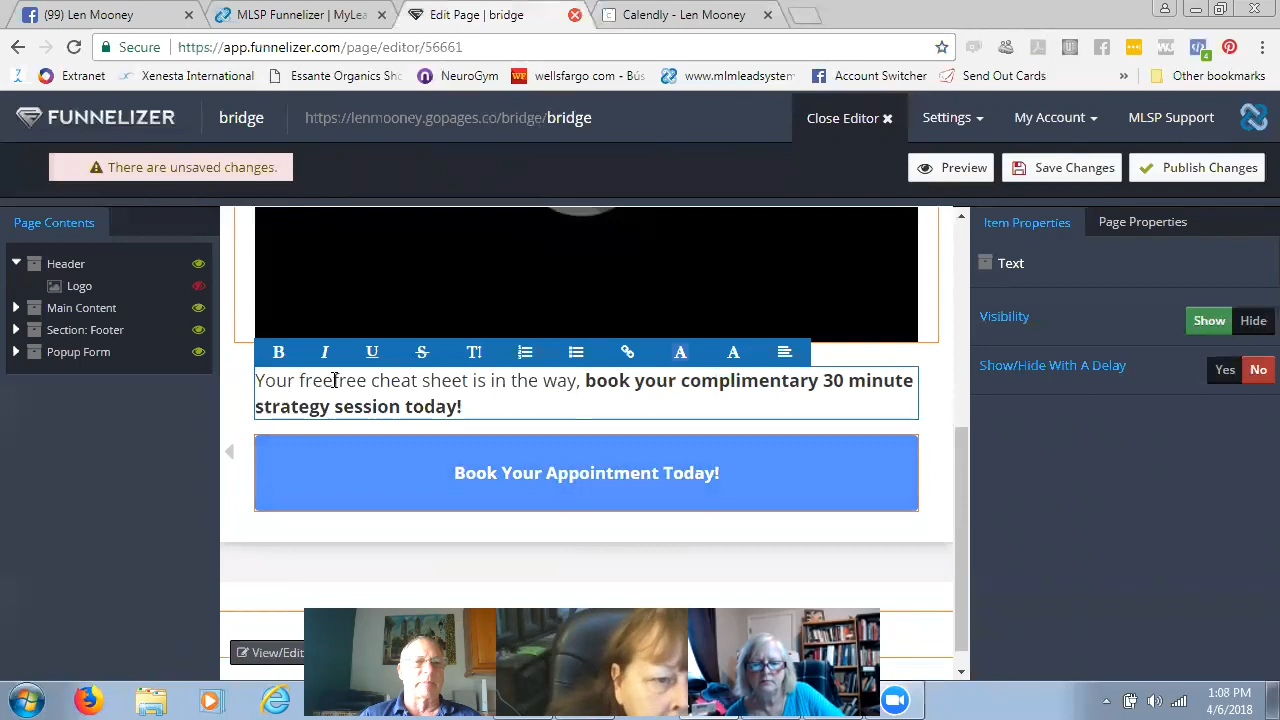 (99) Len Mooney
MLSP Funnelizer | MyLea
Edit Page | bridge
Calendly - Len Mooney
Secure
https://app.funnelizer.com/page/editor/56661
4
Extranet
Xenesta International
Essante Organics Sho
NeuroGym
wellsfargo.com - Bus
www.mlmleadsystem
Account Switcher
Send Out Cards
»
Other bookmarks
FUNNELIZER
bridge
https://lenmooney.gopages.co/bridge/bridge
Close Editor ✖
Settings
My Account
MLSP Support
There are unsaved changes.
Preview
Save Changes
Publish Changes
Page Contents
Header
Logo
Main Content
Section: Footer
Popup Form
B I U S T A A
Your freefree cheat sheet is in the way, book your complimentary 30 minute
strategy session today!
Book Your Appointment Today!
View/Edit
Item Properties
Page Properties
Text
Visibility
Show
Hide
Show/Hide With A Delay
Yes
No
1:08 PM
4/6/2018